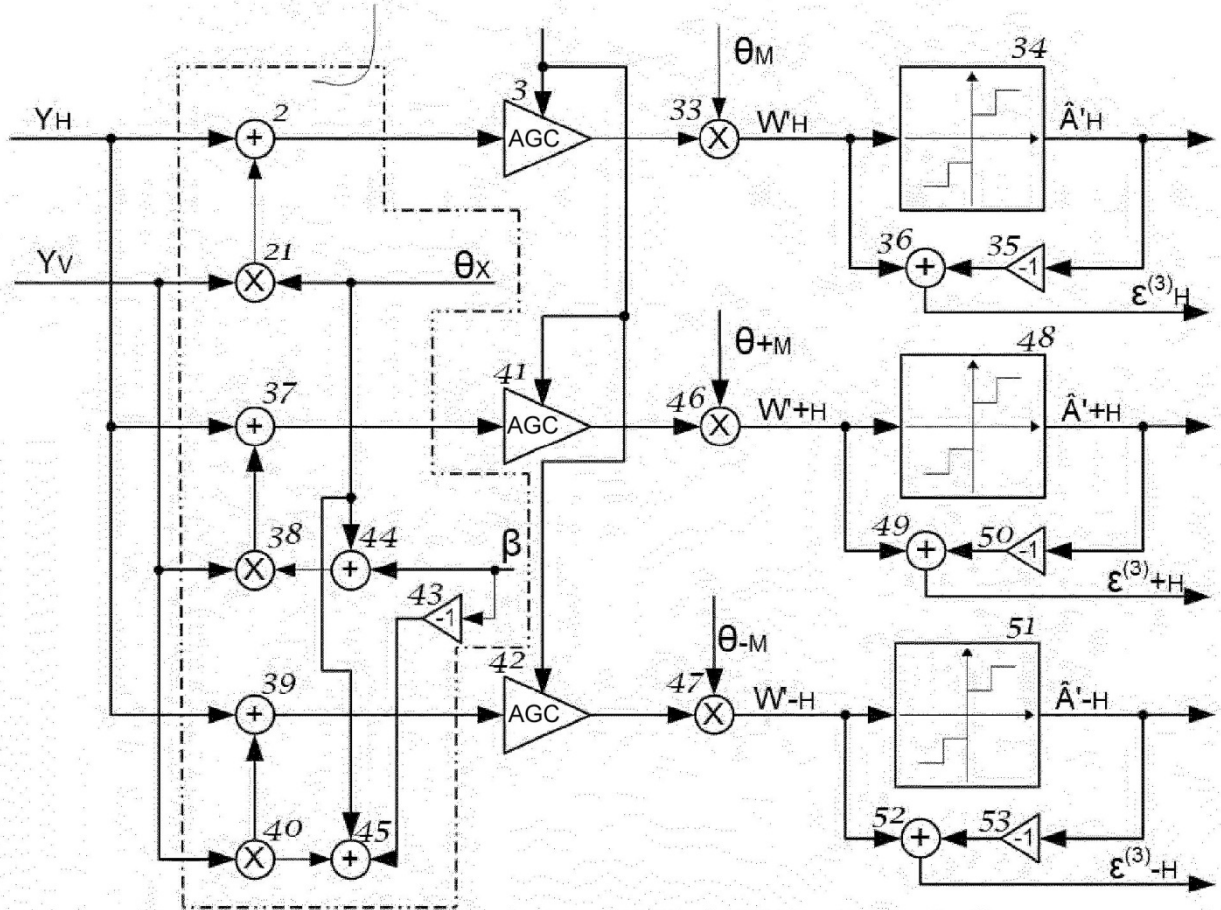 34
3
θM
33
2
YH
+
AGC
X
W'H
Â'H
36
35
21
YV
X
θX
+
-1
ε(3)H
θ+M
48
41
37
46
+
AGC
X
W'+H
Â'+H
49
50
38
44
β
X
+
+
-1
43
ε(3)+H
-1
θ-M
51
42
39
47
+
AGC
X
W'-H
Â'-H
52
53
40
45
+
-1
X
+
ε(3)-H